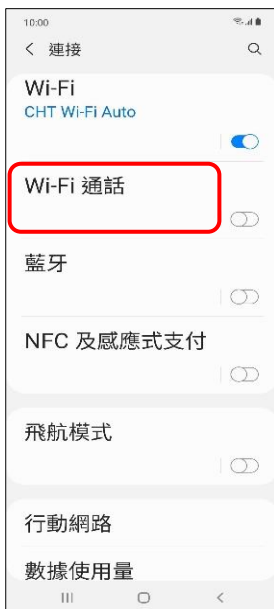 10:00
連接
Wi-Fi
CHT Wi-Fi Auto
Wi-Fi 通話
藍牙
NFC 及感應式支付
飛航模式
行動網路
數據使用量